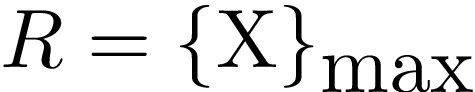 R = {X}max